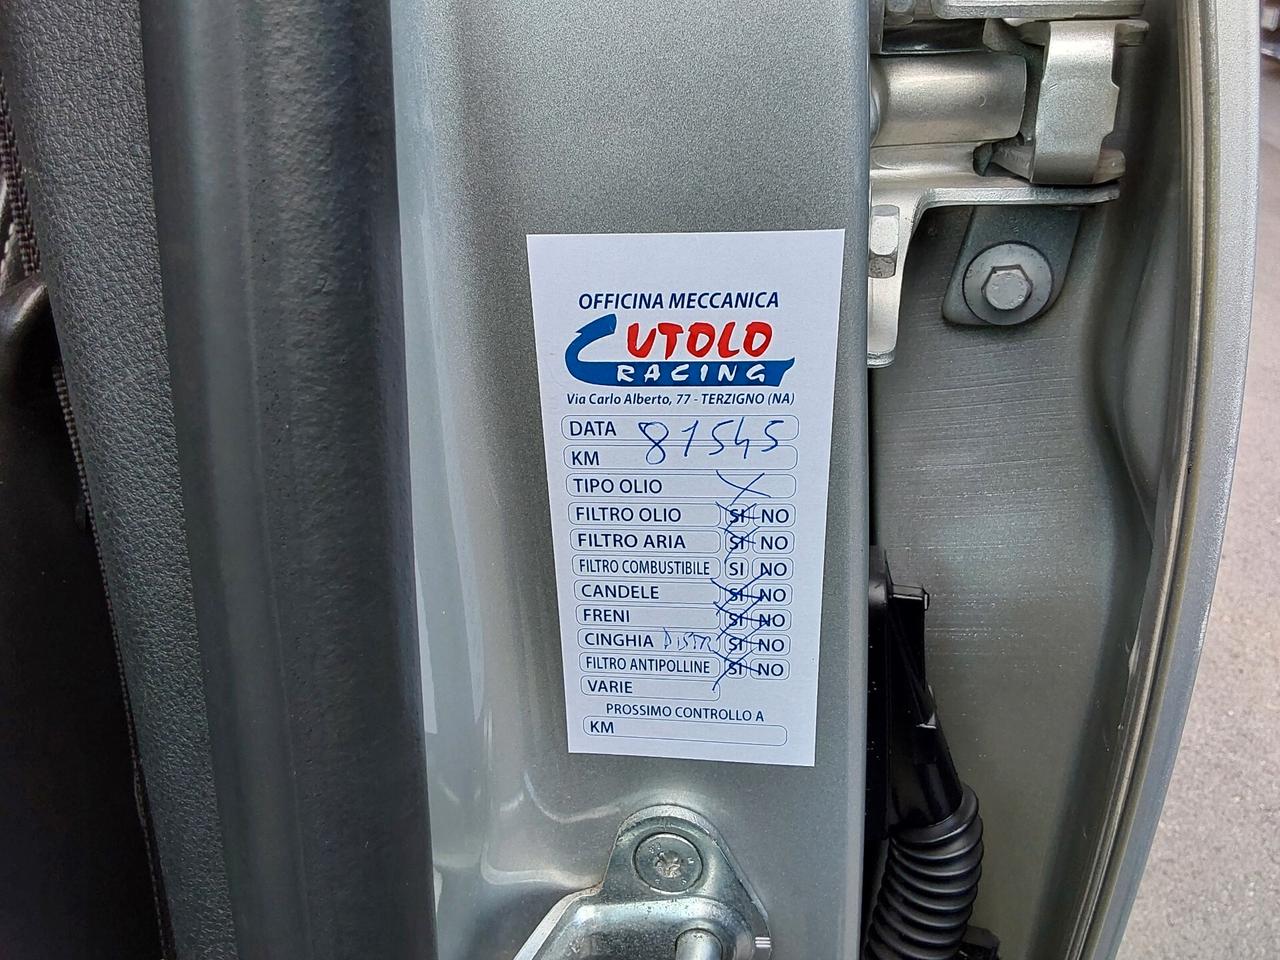 OFFICINA MECCANICA
CUTOLO
RACING
Via Carlo Alberto, 77 - TERZIGNO (NA)
DATA 81545
KM
TIPO OLIO X
FILTRO OLIO SI NO
FILTRO ARIA SI NO
FILTRO COMBUSTIBILE SI NO
CANDELE SI NO
FRENI SI NO
CINGHIA DISTR SI NO
FILTRO ANTIPOLLINE SI NO
VARIE
PROSSIMO CONTROLLO A
KM